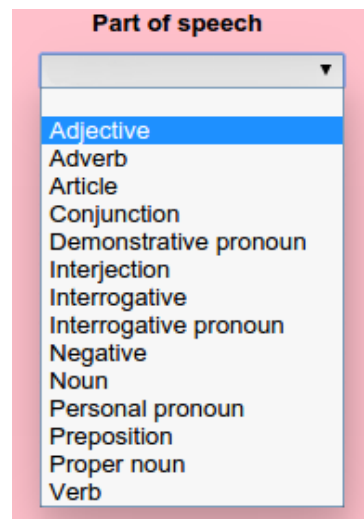 Part of speech
Adjective
Adverb
Article
Conjunction
Demonstrative pronoun
Interjection
Interrogative
Interrogative pronoun
Negative
Noun
Personal pronoun
Preposition
Proper noun
Verb